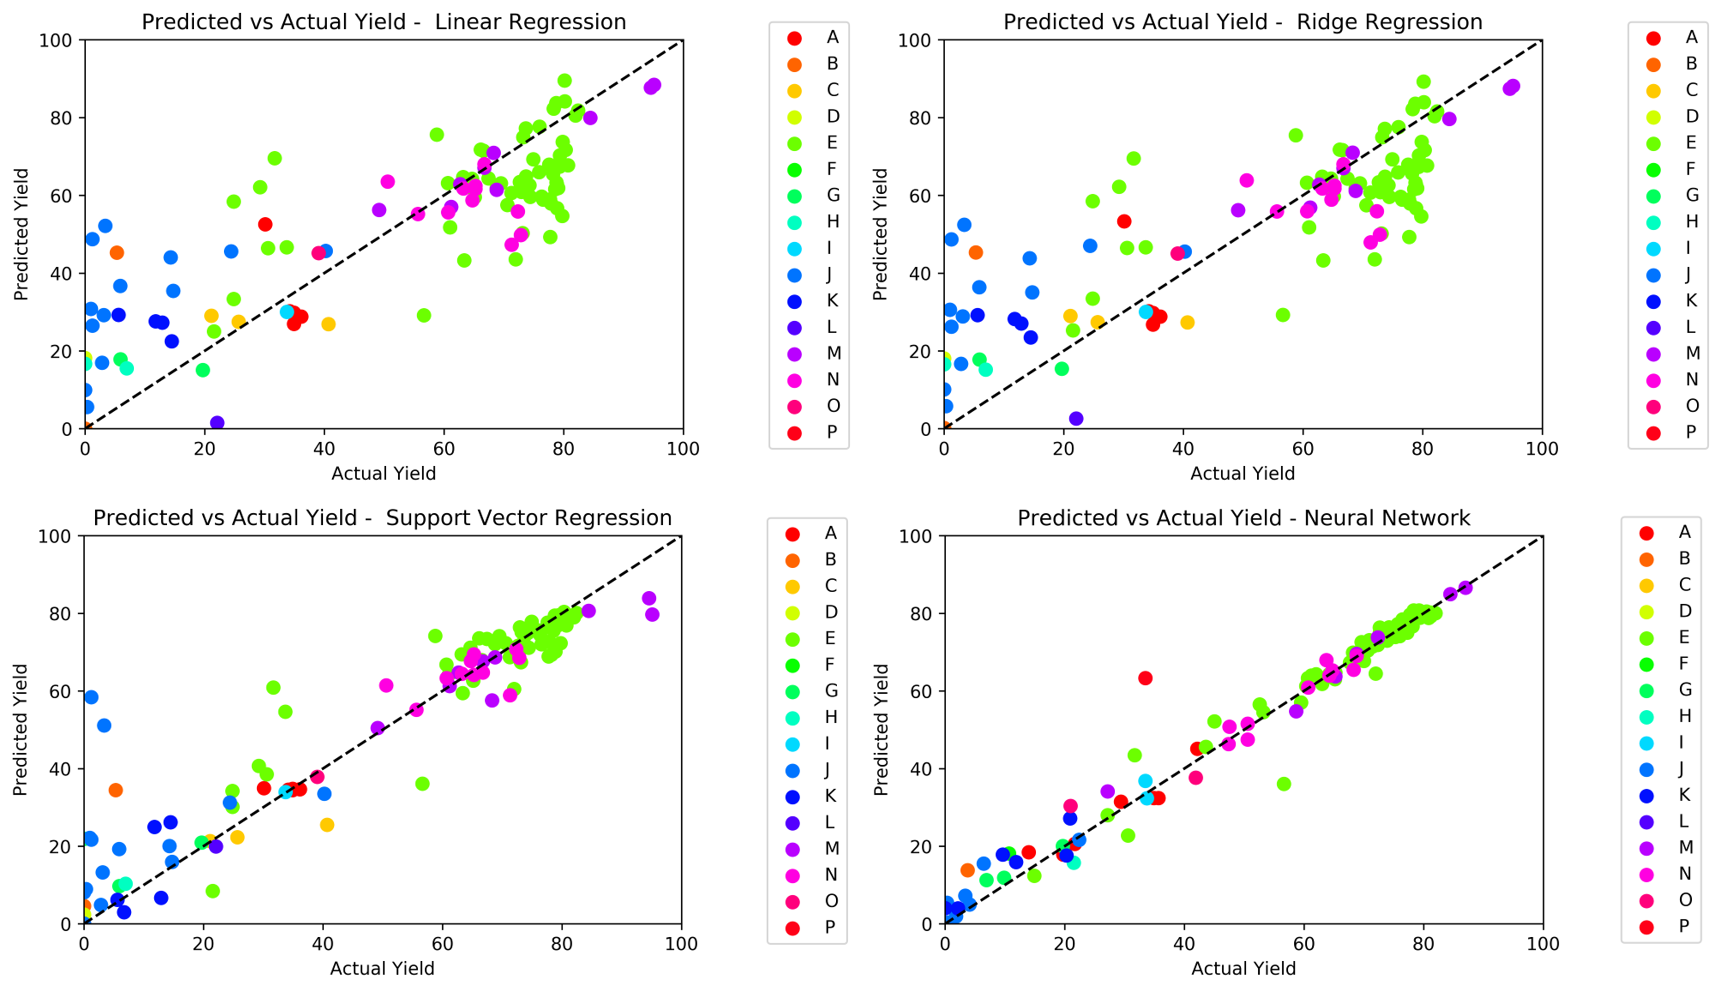 Predicted vs Actual Yield -  Linear Regression
100
80
60
40
20
0
Predicted Yield
0 20 40 60 80 100
Actual Yield
A
B
C
D
E
F
G
H
I
J
K
L
M
N
O
P
Predicted vs Actual Yield -  Ridge Regression
100
80
60
40
20
0
Predicted Yield
0 20 40 60 80 100
Actual Yield
A
B
C
D
E
F
G
H
I
J
K
L
M
N
O
P
Predicted vs Actual Yield -  Support Vector Regression
100
80
60
40
20
0
Predicted Yield
0 20 40 60 80 100
Actual Yield
A
B
C
D
E
F
G
H
I
J
K
L
M
N
O
P
Predicted vs Actual Yield - Neural Network
100
80
60
40
20
0
Predicted Yield
0 20 40 60 80 100
Actual Yield
A
B
C
D
E
F
G
H
I
J
K
L
M
N
O
P